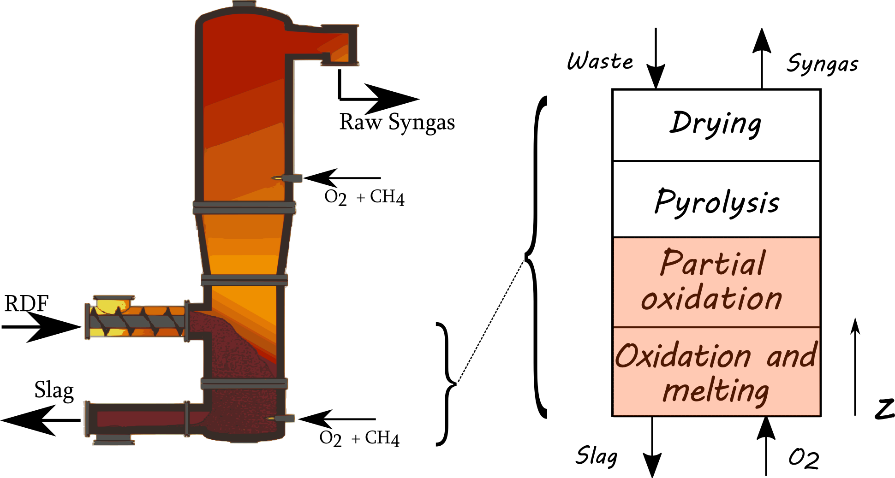 Raw Syngas
O2 + CH4
RDF
Slag
O2 + CH4
Waste
Syngas
Drying
Pyrolysis
Partial
oxidation
Oxidation and
melting
Z
Slag
O2